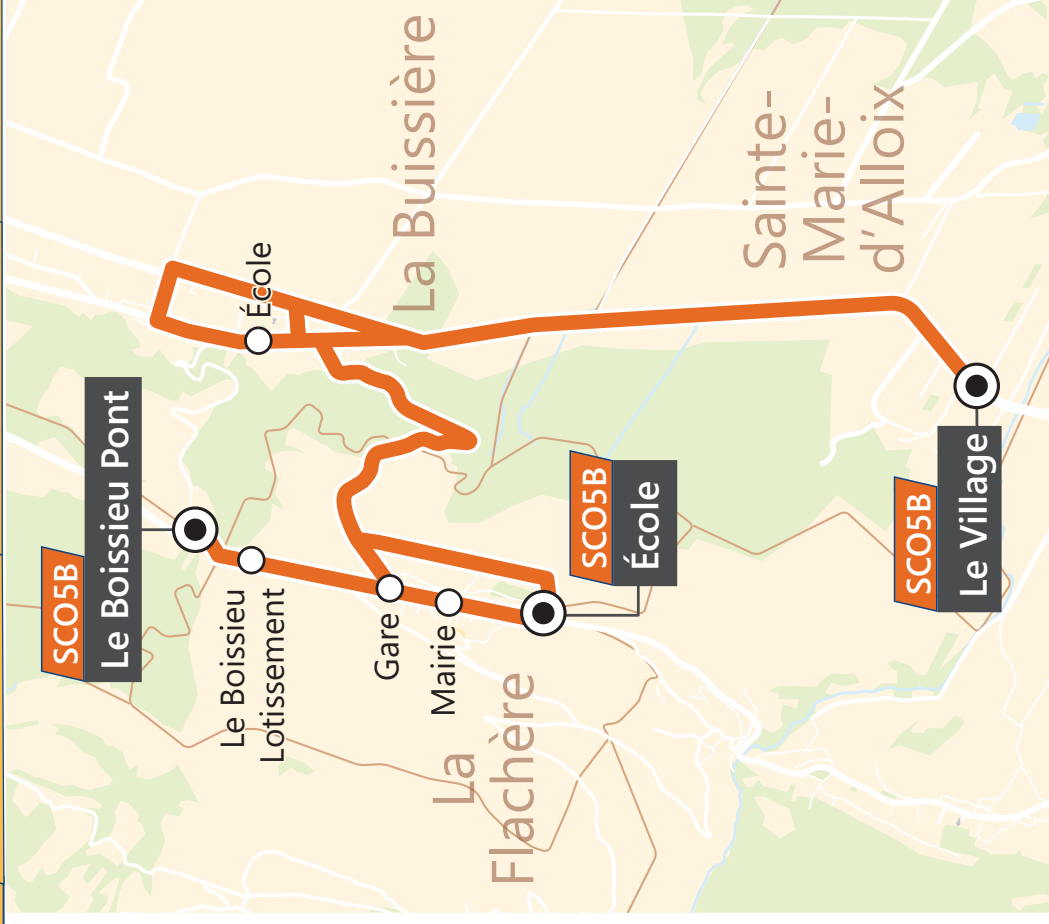 SCO5B
Le Boissieu Pont
Le Boissieu
Lotissement
École
La Buissière
Gare
Mairie
La
Flachère
SCO5B
École
Sainte-
Marie-
d'Alloix
SCO5B
Le Village